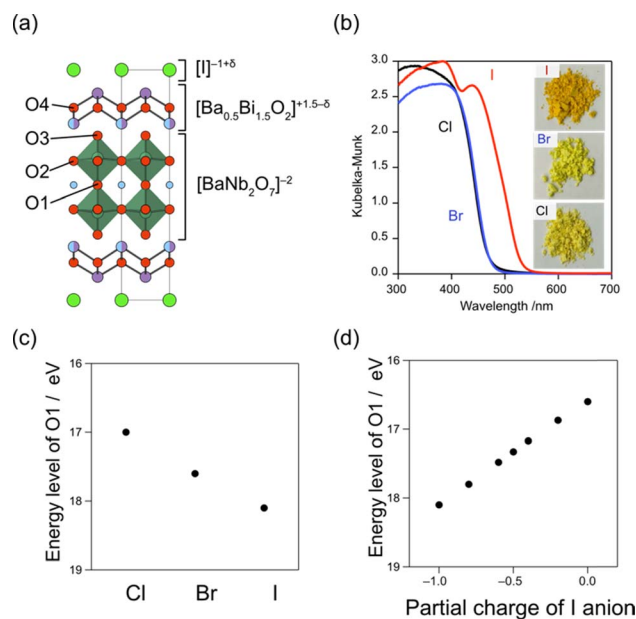 (a)
[I]–1+δ
[Ba0.5Bi1.5O2]+1.5–δ
[BaNb2O7]–2
O4
O3
O2
O1
(b)
Kubelka-Munk
3.0
2.5
2.0
1.5
1.0
0.5
0.0
300 400 500 600 700
Wavelength /nm
Cl
Br
I
I
Br
Cl
(c)
Energy level of O1 / eV
16
17
18
19
Cl Br I
(d)
Energy level of O1 / eV
16
17
18
19
–1.0 –0.5 0.0
Partial charge of I anion